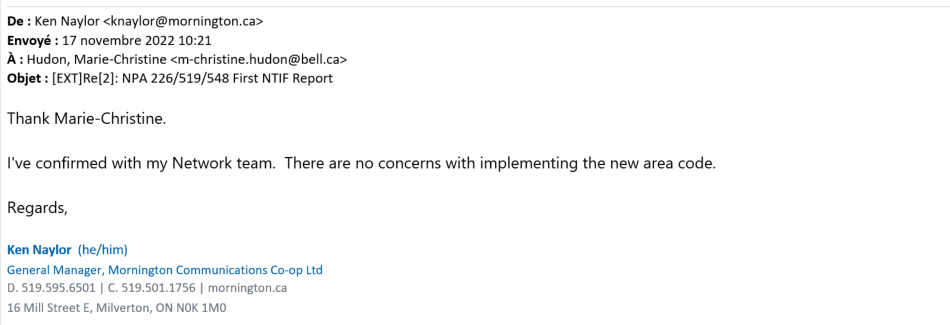 De : Ken Naylor <knaylor@mornington.ca>
Envoyé : 17 novembre 2022 10:21
À : Hudon, Marie-Christine <m-christine.hudon@bell.ca>
Objet : [EXT]Re[2]: NPA 226/519/548 First NTIF Report
Thank Marie-Christine.
I've confirmed with my Network team.  There are no concerns with implementing the new area code.
Regards,
Ken Naylor (he/him)
General Manager, Mornington Communications Co-op Ltd
D. 519.595.6501 | C. 519.501.1756 | mornington.ca
16 Mill Street E, Milverton, ON N0K 1M0